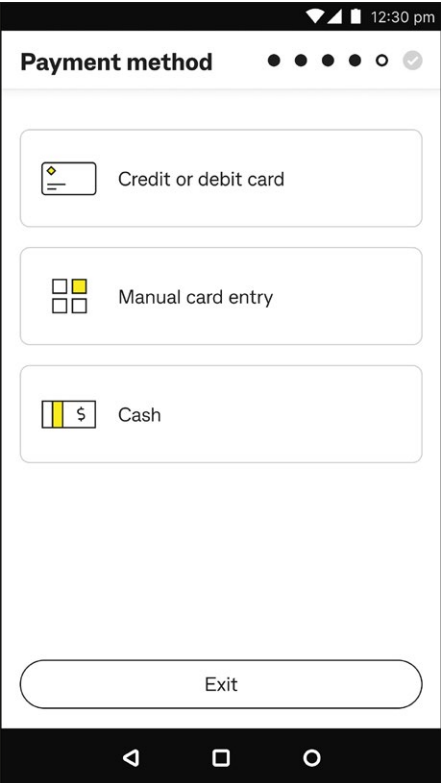 12:30 pm
Payment method
Credit or debit card
Manual card entry
$
Cash
Exit